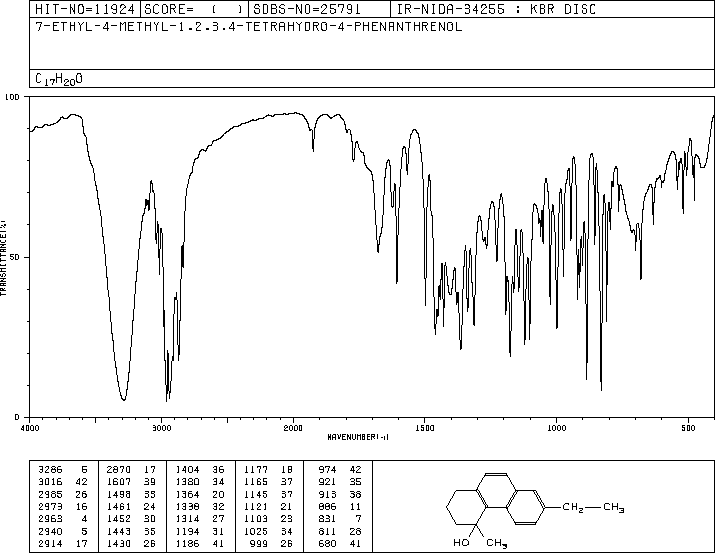 HIT-NO=11924 SCORE= ( ) SDBS-NO=25791 IR-NIDA-34255 : KBR DISC
7-ETHYL-4-METHYL-1,2,3,4-TETRAHYDRO-4-PHENANTHRENOL
C17H20O
100
TRANSMITTANCE(%)
50
0
4000 3000 2000 1500 1000 500
WAVENUMBER(-1)
3286 5 2870 17 1404 36 1177 18 974 42
3016 42 1607 39 1380 34 1165 37 921 35
2985 26 1498 33 1364 20 1145 37 913 36
2973 16 1461 24 1338 32 1121 21 886 11
2963 4 1452 30 1314 27 1103 23 831 7
2940 5 1443 35 1194 31 1025 34 811 28
2914 17 1430 26 1186 41 999 26 680 41
CH2 CH3
HO CH3